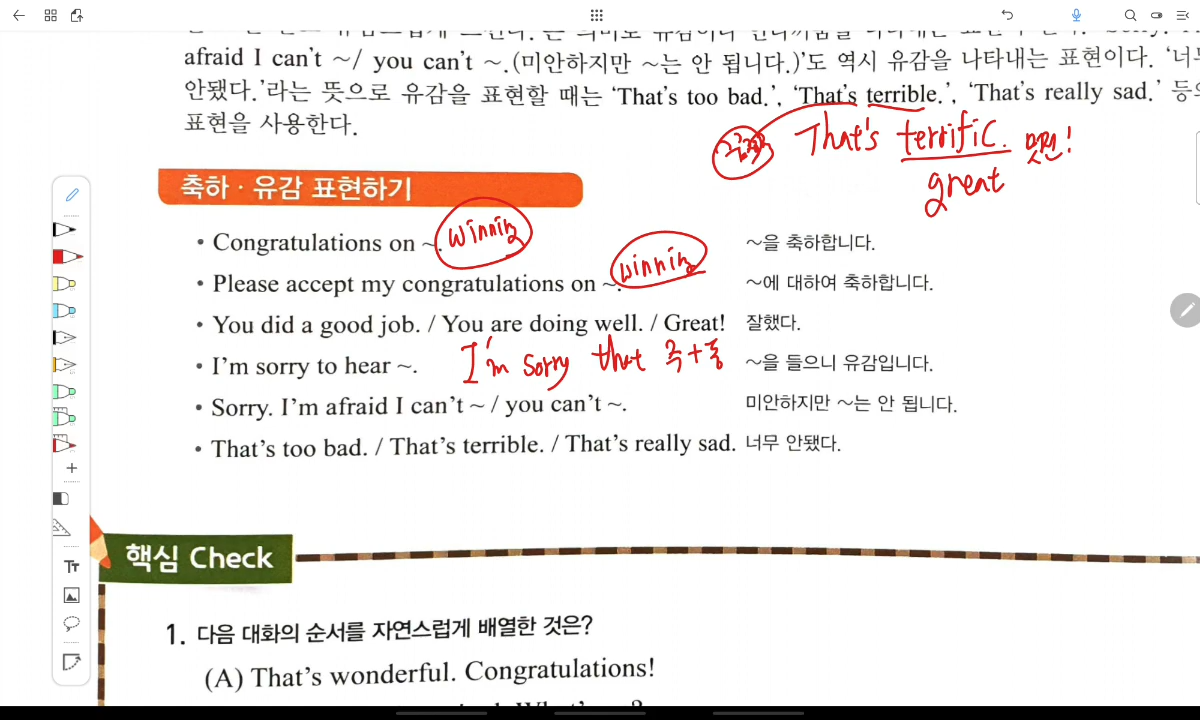 afraid I can't ~/ you can't ~.(미안하지만 ~는 안 됩니다.)'도 역시 유감을 나타내는 표현이다. '너무
안됐다.'라는 뜻으로 유감을 표현할 때는 'That's too bad.', 'That's terrible.', 'That's really sad.' 등의
표현을 사용한다.
That's terrific.
great
축하 · 유감 표현하기
• Congratulations on ~. winning ~을 축하합니다.
• Please accept my congratulations on ~. winning ~에 대하여 축하합니다.
• You did a good job. / You are doing well. / Great! 잘했다.
• I'm sorry to hear ~. I'm sorry that 주+동 ~을 들으니 유감입니다.
• Sorry. I'm afraid I can't ~ / you can't ~. 미안하지만 ~는 안 됩니다.
• That's too bad. / That's terrible. / That's really sad. 너무 안됐다.
핵심 Check
1. 다음 대화의 순서를 자연스럽게 배열한 것은?
(A) That's wonderful. Congratulations!